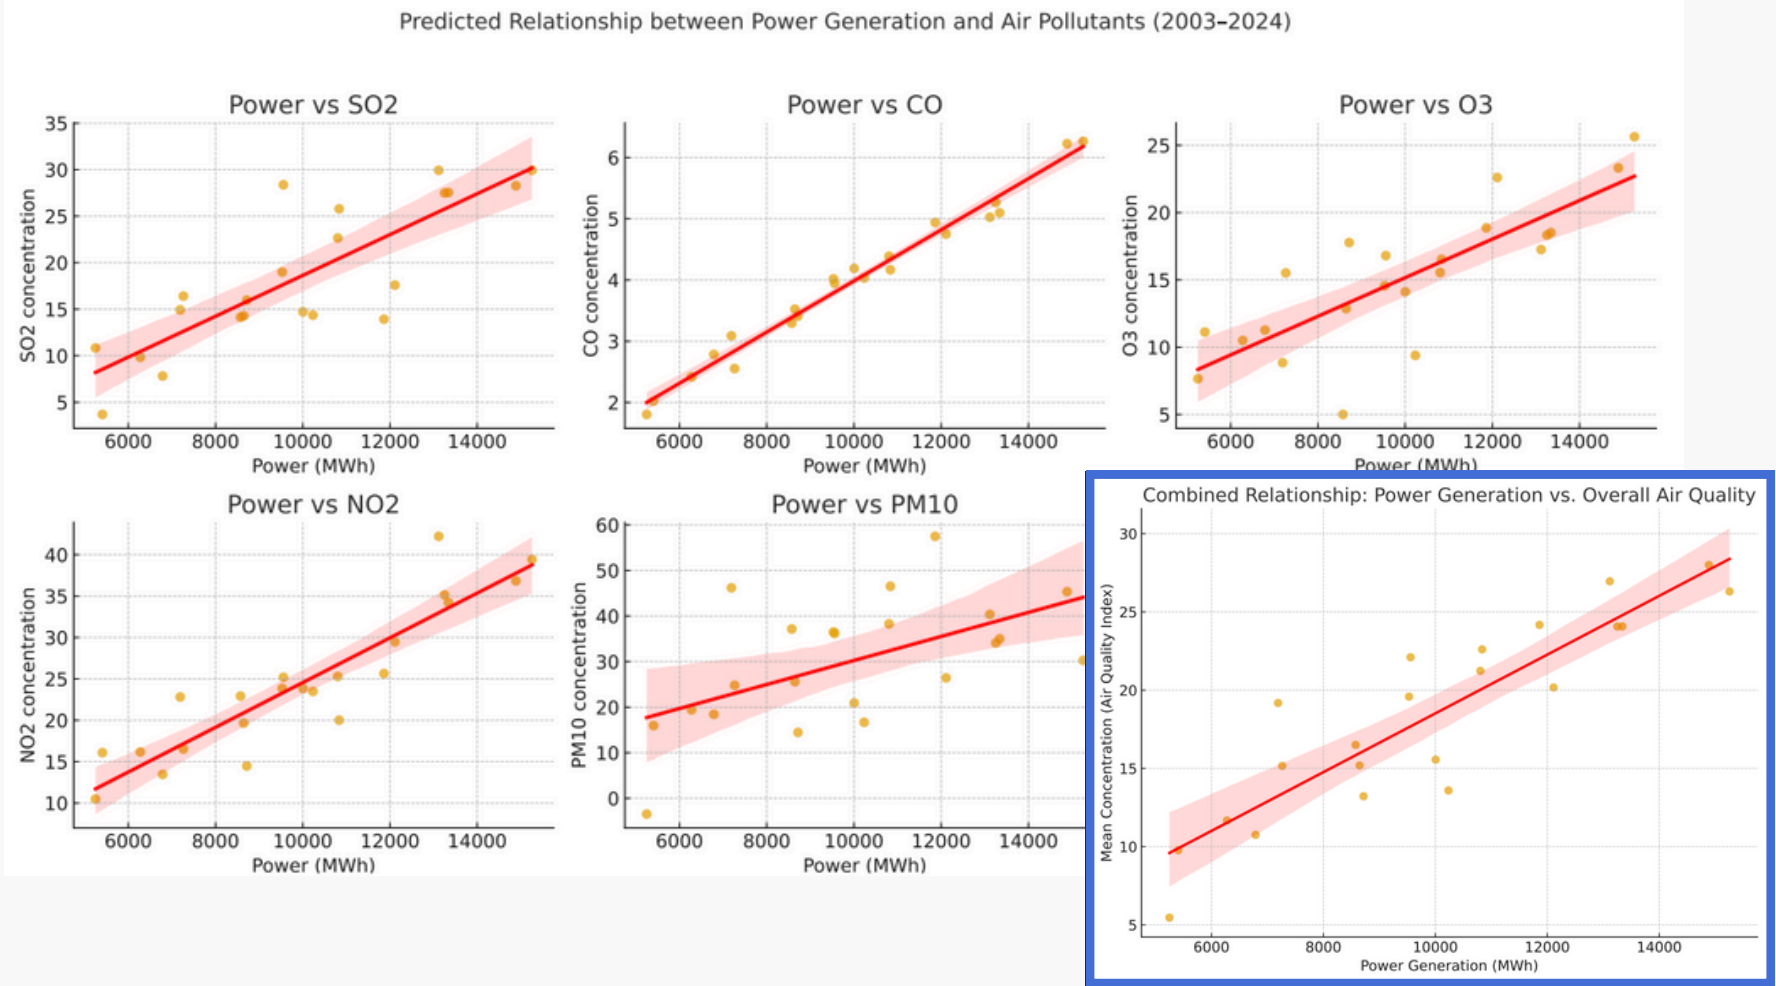 Predicted Relationship between Power Generation and Air Pollutants (2003–2024)
Power vs SO2
35
30
25
20
15
10
5
SO2 concentration
6000 8000 10000 12000 14000
Power (MWh)
Power vs CO
6
5
4
3
2
CO concentration
6000 8000 10000 12000 14000
Power (MWh)
Power vs O3
25
20
15
10
5
O3 concentration
6000 8000 10000 12000 14000
Power (MWh)
Power vs NO2
40
35
30
25
20
15
10
NO2 concentration
6000 8000 10000 12000 14000
Power (MWh)
Power vs PM10
60
50
40
30
20
10
0
PM10 concentration
6000 8000 10000 12000 14000
Power (MWh)
Combined Relationship: Power Generation vs. Overall Air Quality
30
25
20
15
10
5
Mean Concentration (Air Quality Index)
6000 8000 10000 12000 14000
Power Generation (MWh)